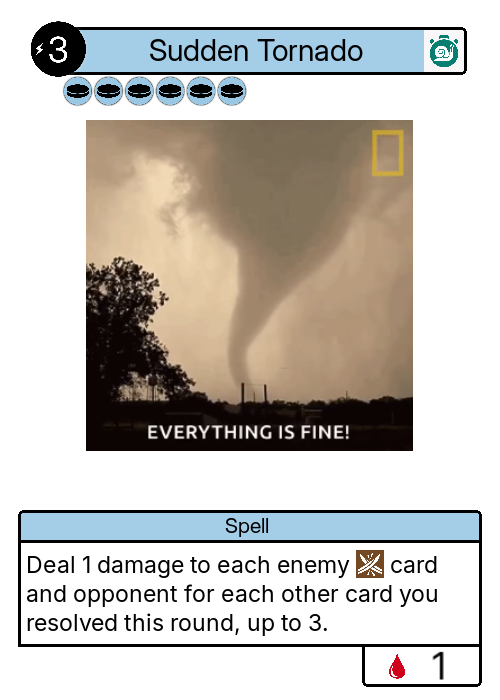 3 Sudden Tornado
EVERYTHING IS FINE!
Spell
Deal 1 damage to each enemy card
and opponent for each other card you
resolved this round, up to 3.
1